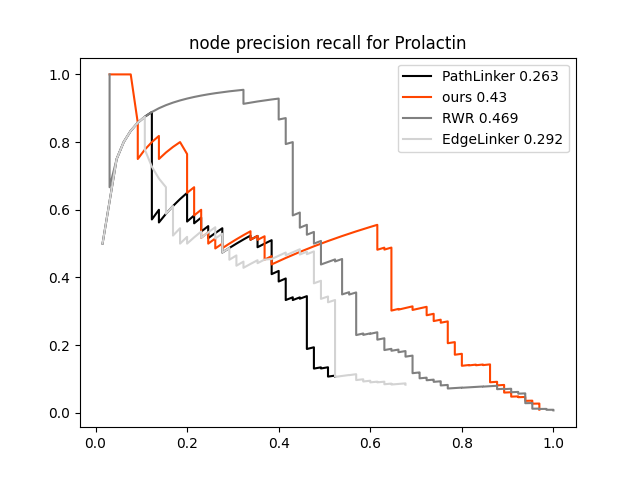 node precision recall for Prolactin
PathLinker 0.263
ours 0.43
RWR 0.469
EdgeLinker 0.292
1.0
0.8
0.6
0.4
0.2
0.0
0.0 0.2 0.4 0.6 0.8 1.0